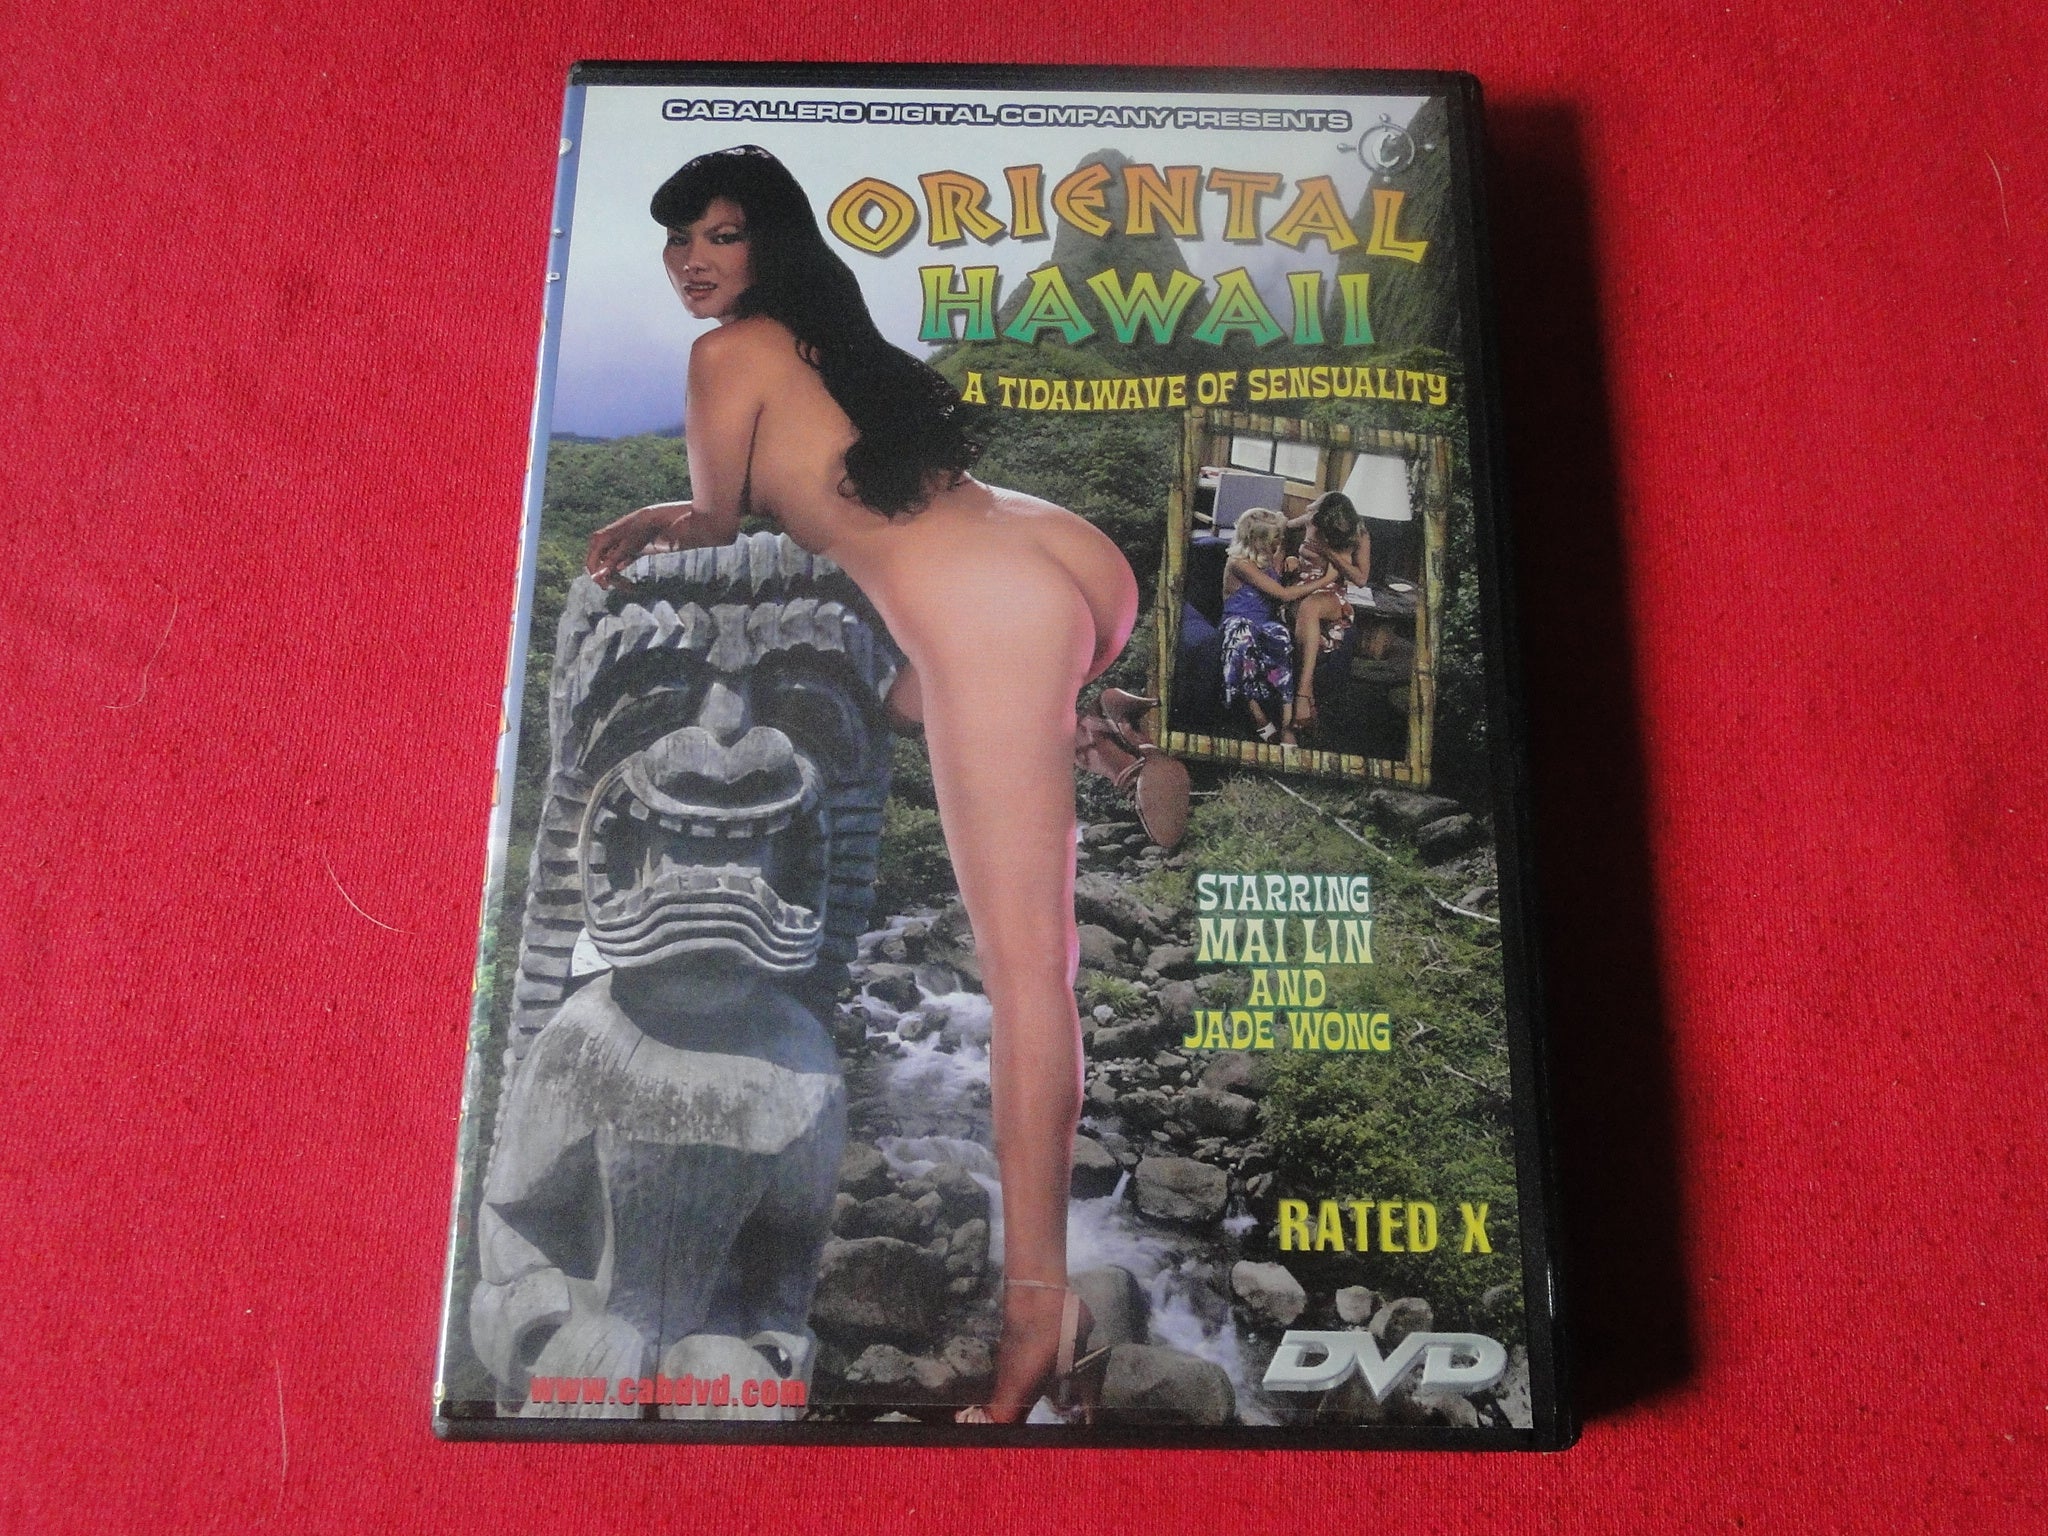 CABALLERO DIGITAL COMPANY PRESENTS
C
ORIENTAL
HAWAII
A TIDALWAVE OF SENSUALITY
STARRING
MAI LIN
AND
JADE WONG
RATED X
DVD
www.cabdvd.com